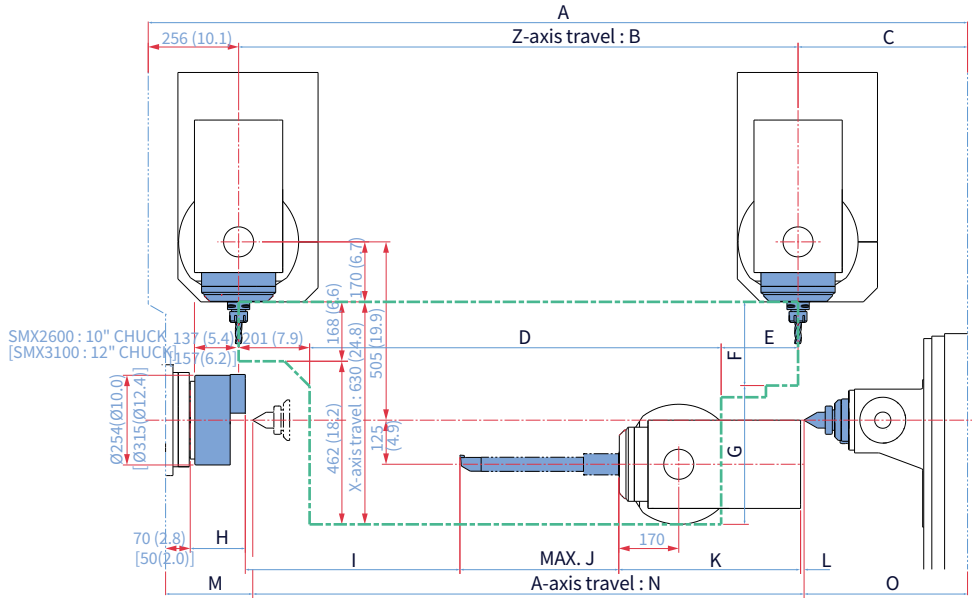 A
256 (10.1)
Z-axis travel : B
C
170 (6.7)
168 (6.6)
X-axis travel : 630 (24.8)
505 (19.9)
SMX2600 : 10" CHUCK
[SMX3100 : 12" CHUCK]
137 (5.4)
[157(6.2)]
201 (7.9)
D
E
F
Ø254(Ø10.0)
[Ø315(Ø12.4)]
462 (18.2)
125
(4.9)
G
70 (2.8)
[50(2.0)]
H
170
I
MAX. J
K
L
M
A-axis travel : N
O